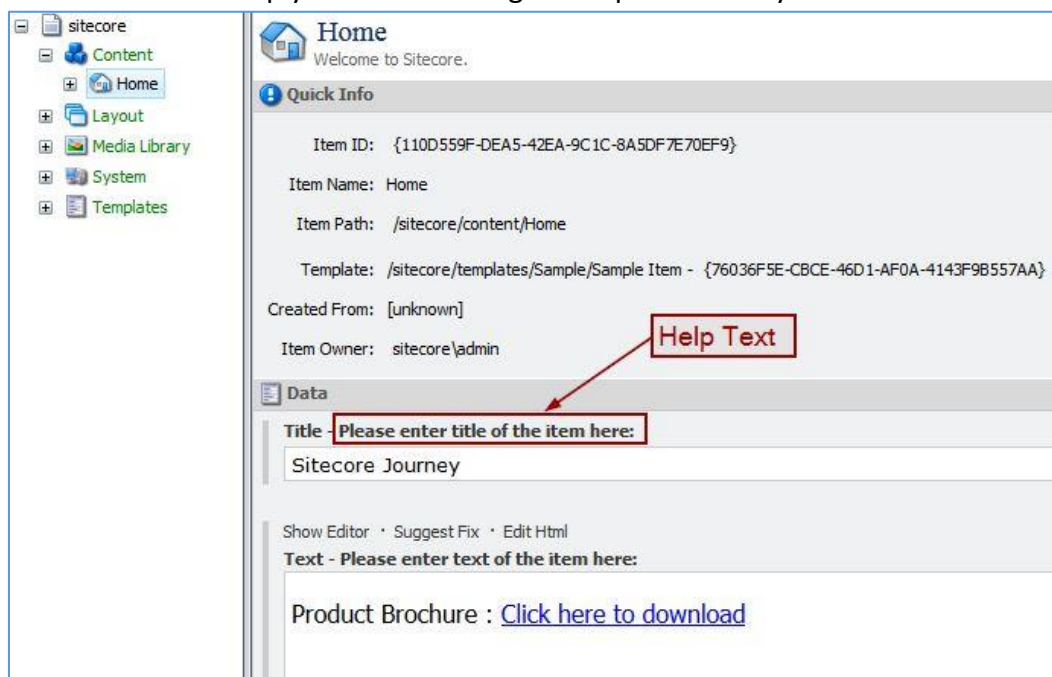 sitecore
Content
Home
Layout
Media Library
System
Templates
Home
Welcome to Sitecore.
Quick Info
Item ID: {110D559F-DEA5-42EA-9C1C-8A5DF7E70EF9}
Item Name: Home
Item Path: /sitecore/content/Home
Template: /sitecore/templates/Sample/Sample Item - {76036F5E-CBCE-46D1-AF0A-4143F9B557AA}
Created From: [unknown]
Item Owner: sitecore\admin
Help Text
Data
Title - Please enter title of the item here:
Sitecore Journey
Show Editor · Suggest Fix · Edit Html
Text - Please enter text of the item here:
Product Brochure : Click here to download